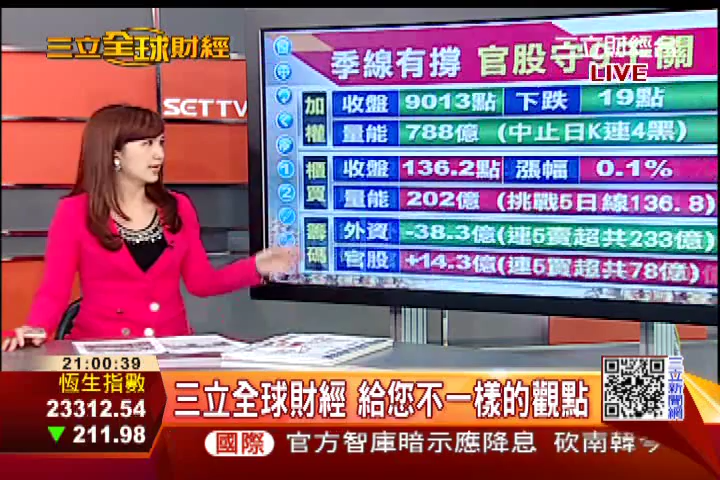 三立全球財經
三立財經台
LIVE
季線有撐 官股守9千關
SETTV
加權 收盤 9013點 下跌 19點
量能 788億 (中止日K連4黑)
櫃買 收盤 136.2點 漲幅 0.1%
量能 202億 (挑戰5日線136.8)
籌碼 外資 -38.3億(連5賣超共233億)
官股 +14.3億(連5買超共78億)
21:00:39
恆生指數
23312.54
▼ 211.98
三立全球財經 給您不一樣的觀點
三立新聞網
國際 官方智庫暗示應降息 砍南韓今